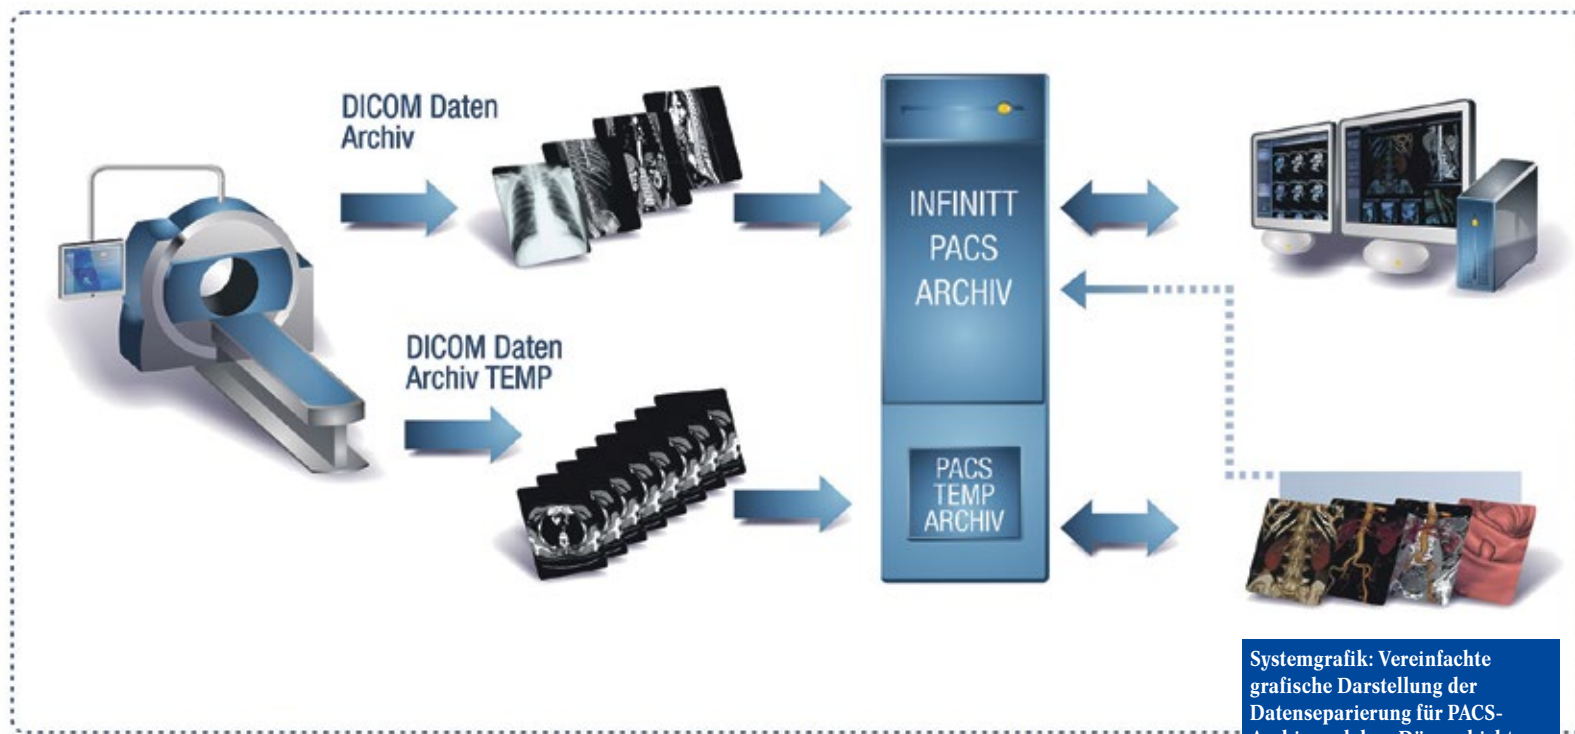 DICOM Daten
Archiv
INFINITT
PACS
ARCHIV
DICOM Daten
Archiv TEMP
PACS
TEMP
ARCHIV
Systemgrafik: Vereinfachte
grafische Darstellung der
Datenseparierung für PACS-